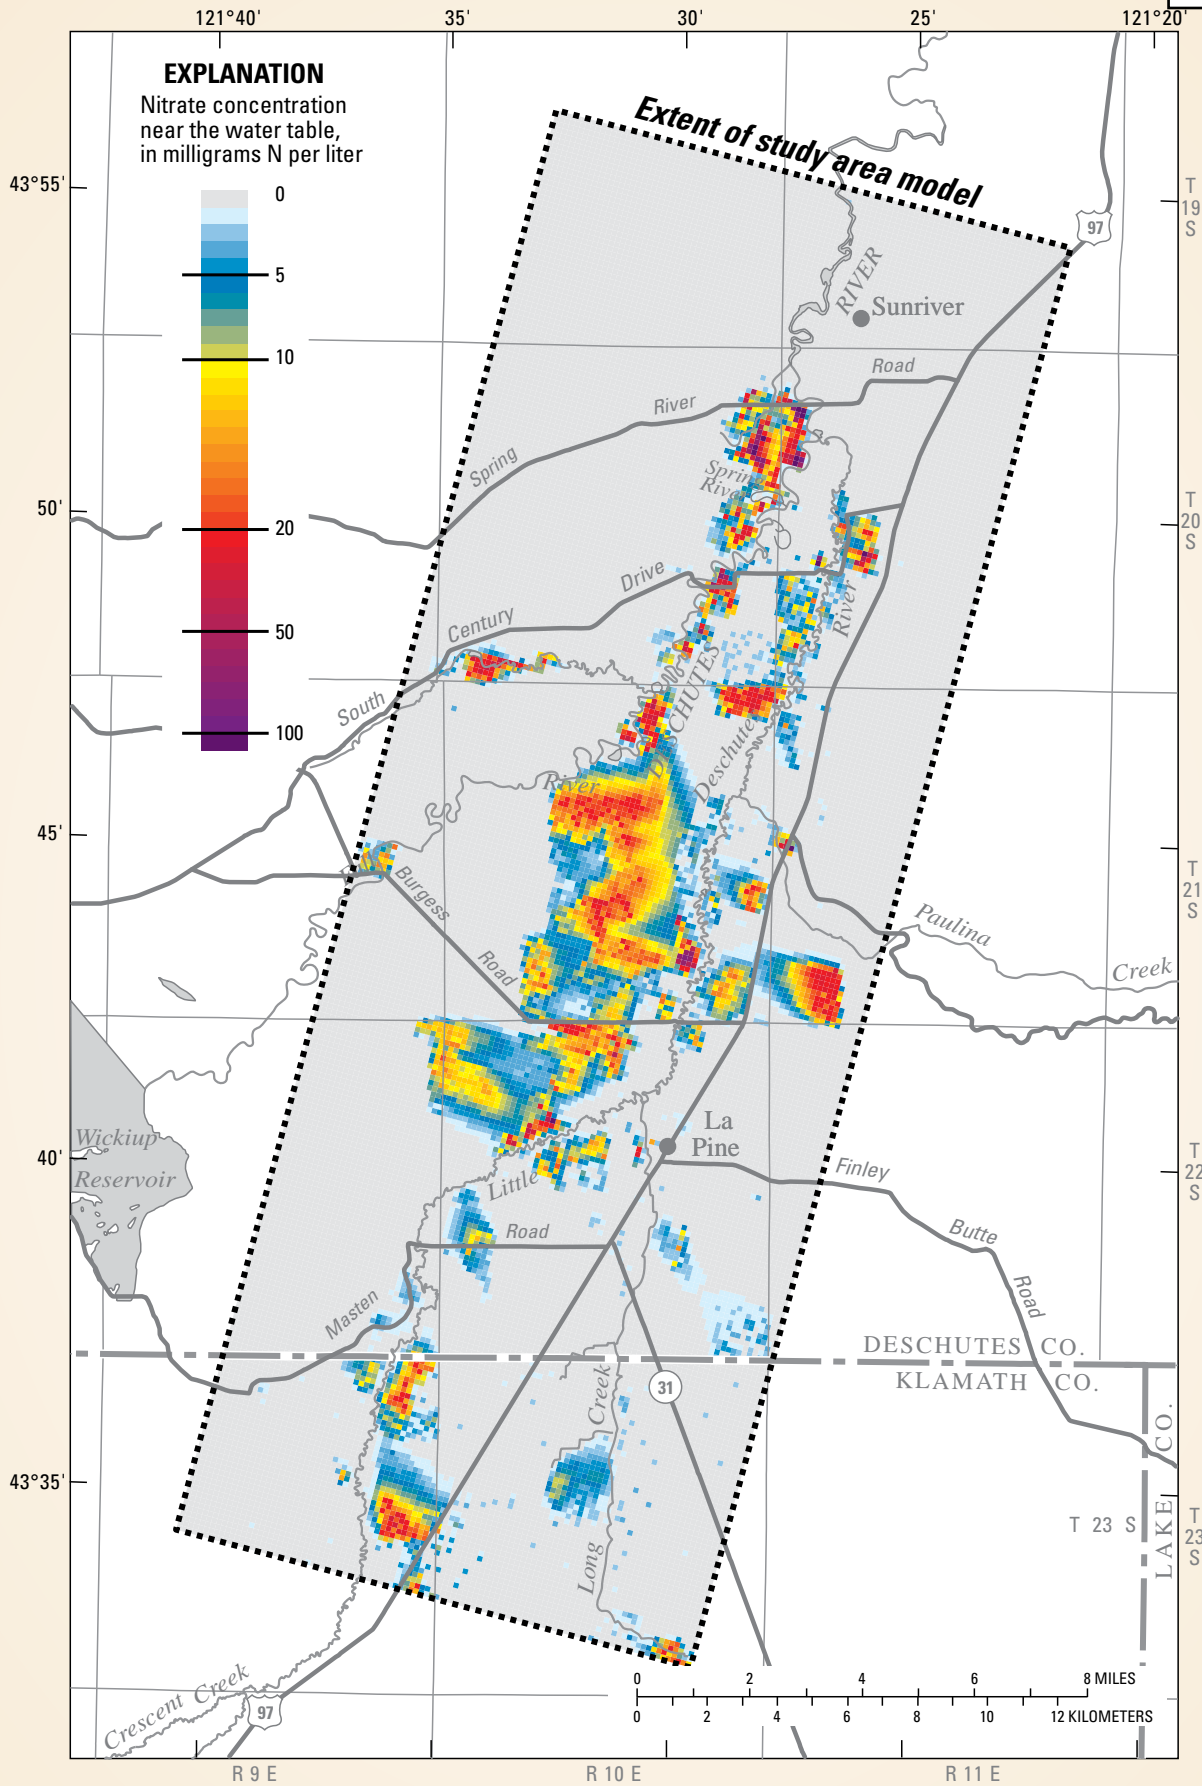 121°40' 35' 30' 25' 121°20'
EXPLANATION
Nitrate concentration
near the water table,
in milligrams N per liter
0
5
10
20
50
100
Extent of study area model
43°55'
50'
45'
40'
43°35'
T
19
S
T
20
S
T
21
S
T
22
S
T
23
S
97
RIVER
Sunriver
Road
River
Spring
Spring
River
Drive
Century
South
River
DESCHUTES
Deschutes
River
Burgess
Road
Paulina
Creek
La
Pine
Wickiup
Reservoir
Little
Finley
Butte
Road
Road
Masten
DESCHUTES CO.
KLAMATH CO.
31
Creek
Long
T 23 S
LAKE CO.
Crescent Creek
97
0 2 4 6 8 MILES
0 2 4 6 8 10 12 KILOMETERS
R 9 E R 10 E R 11 E